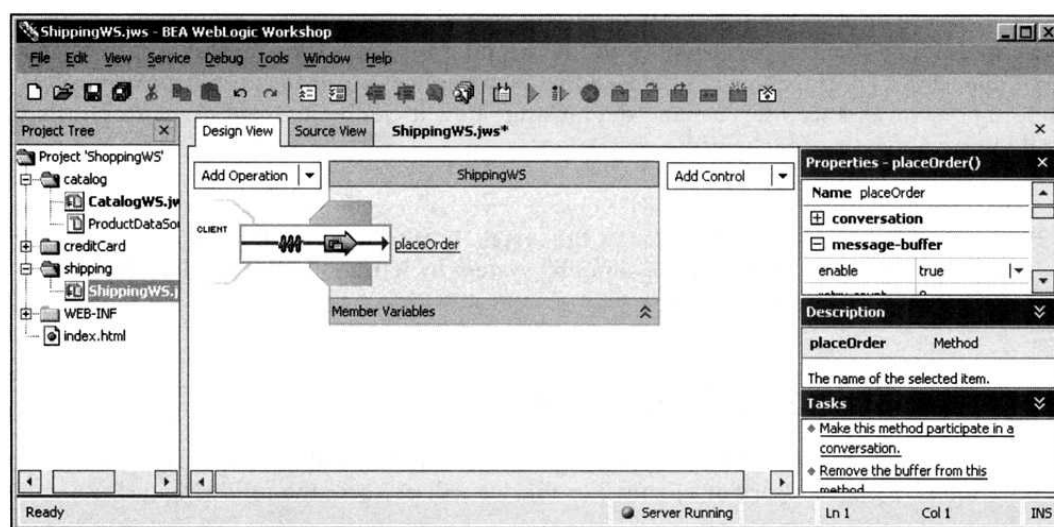 ShippingWS.jws - BEA WebLogic Workshop
File Edit View Service Debug Tools Window Help
Project Tree
Project 'ShoppingWS'
catalog
CatalogWS.jw
ProductDataSo
creditCard
shipping
ShippingWS.j
WEB-INF
index.html
Design View Source View ShippingWS.jws*
Add Operation ShippingWS Add Control
CLIENT
placeOrder
Member Variables
Properties - placeOrder()
Name placeOrder
conversation
message-buffer
enable true
Description
placeOrder Method
The name of the selected item.
Tasks
Make this method participate in a
conversation.
Remove the buffer from this
method
Ready Server Running Ln 1 Col 1 INS